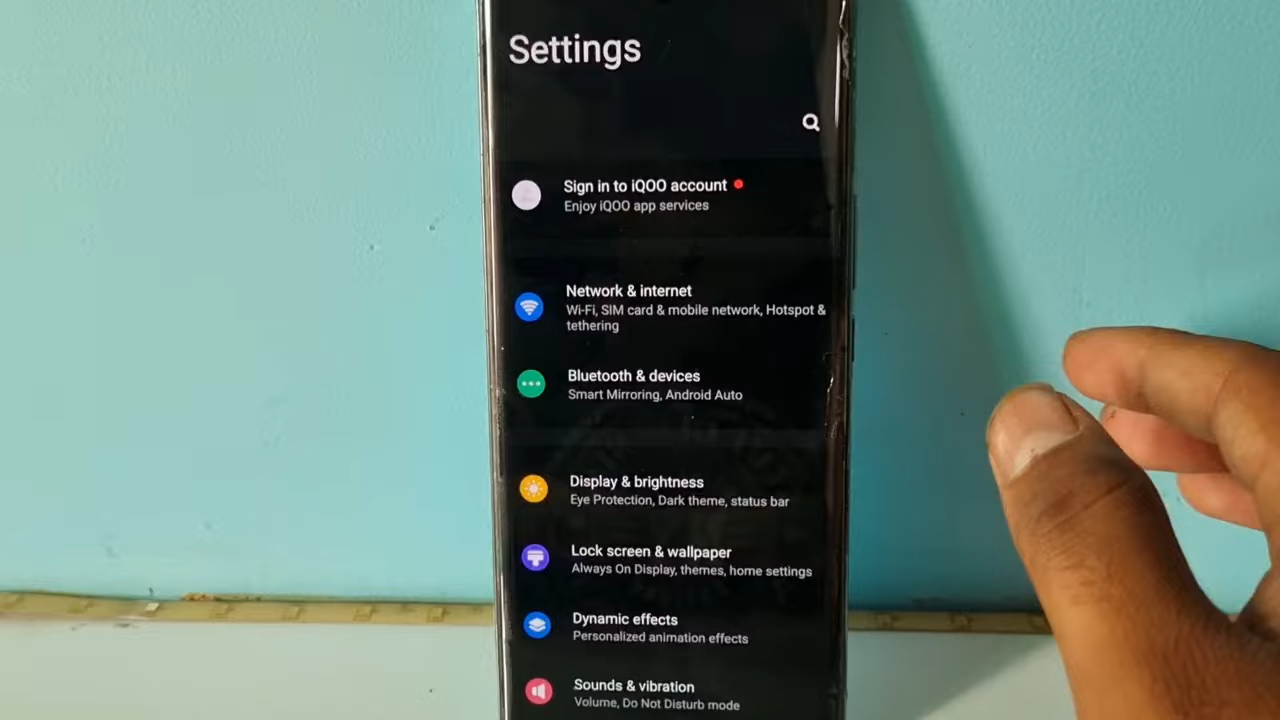 Settings
Sign in to iQOO account
Enjoy iQOO app services
Network & internet
Wi-Fi, SIM card & mobile network, Hotspot &
tethering
Bluetooth & devices
Smart Mirroring, Android Auto
Display & brightness
Eye Protection, Dark theme, status bar
Lock screen & wallpaper
Always On Display, themes, home settings
Dynamic effects
Personalized animation effects
Sounds & vibration
Volume, Do Not Disturb mode